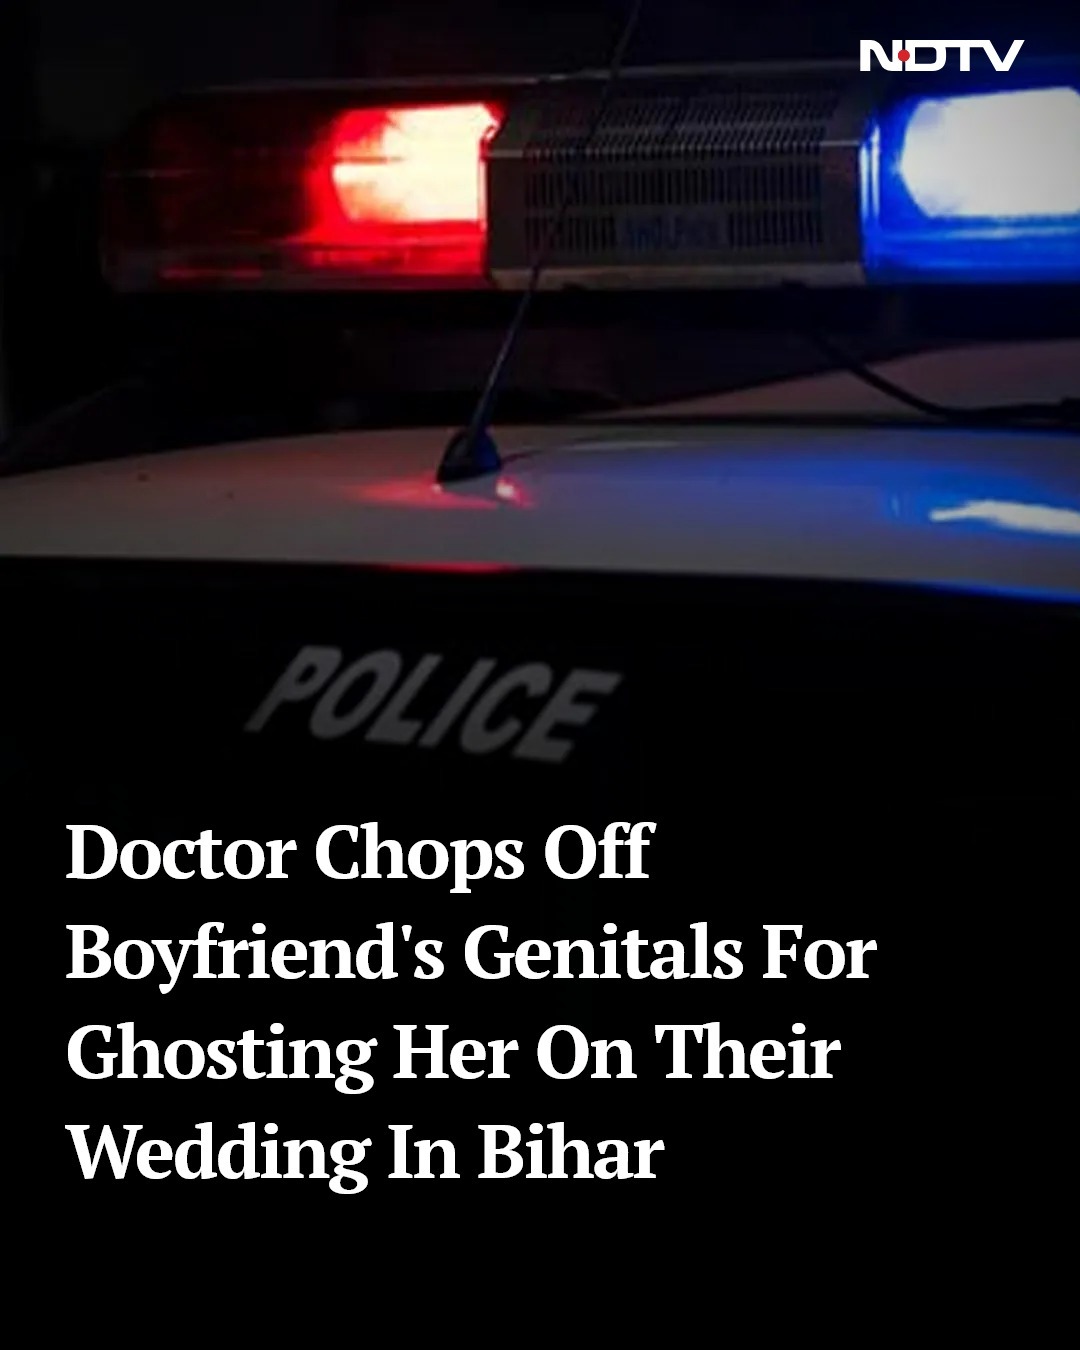 NDTV
POLICE
Doctor Chops Off
Boyfriend's Genitals For
Ghosting Her On Their
Wedding In Bihar